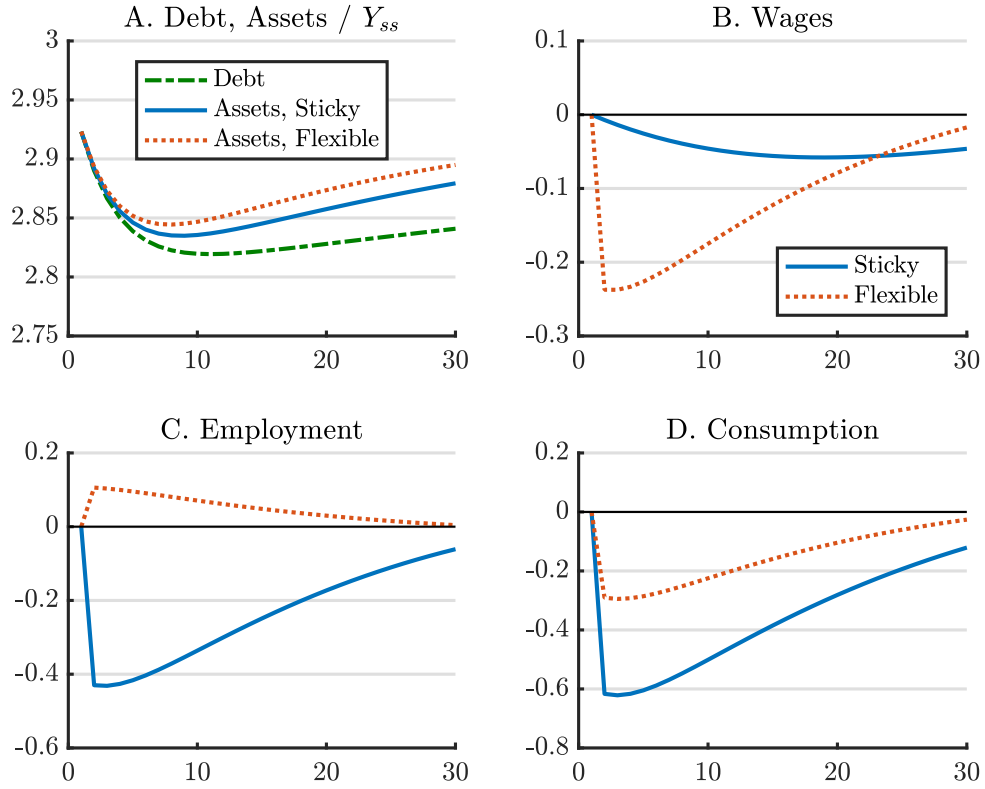 A. Debt, Assets / Y_ss
3
2.95
2.9
2.85
2.8
2.75
0 10 20 30
Debt
Assets, Sticky
Assets, Flexible
B. Wages
0.1
0
-0.1
-0.2
-0.3
0 10 20 30
Sticky
Flexible
C. Employment
0.2
0
-0.2
-0.4
-0.6
0 10 20 30
D. Consumption
0.2
0
-0.2
-0.4
-0.6
-0.8
0 10 20 30